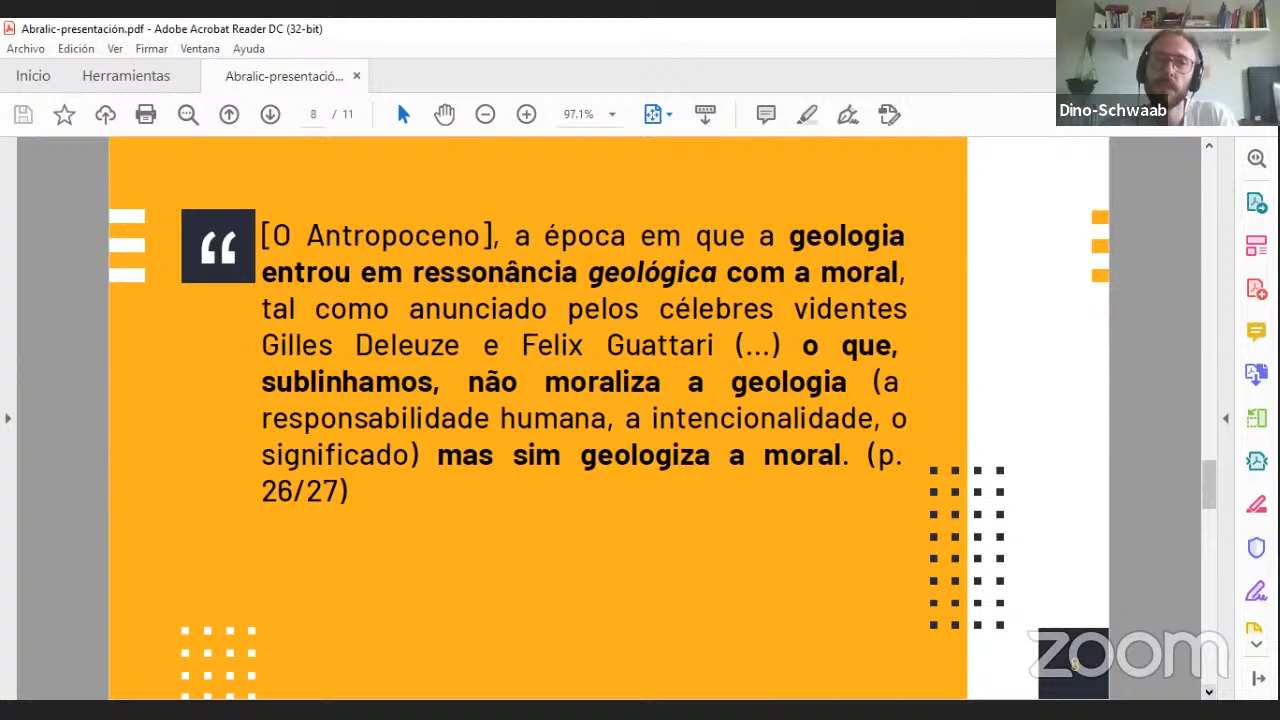 Abralic-presentación.pdf - Adobe Acrobat Reader DC (32-bit)
Archivo Edición Ver Firmar Ventana Ayuda
Inicio Herramientas Abralic-presentació... ×
8 / 11 97.1%
Dino-Schwaab
“
[O Antropoceno], a época em que a geologia
entrou em ressonância geológica com a moral,
tal como anunciado pelos célebres videntes
Gilles Deleuze e Felix Guattari (...) o que,
sublinhamos, não moraliza a geologia (a
responsabilidade humana, a intencionalidade, o
significado) mas sim geologiza a moral. (p.
26/27)
zoom
8